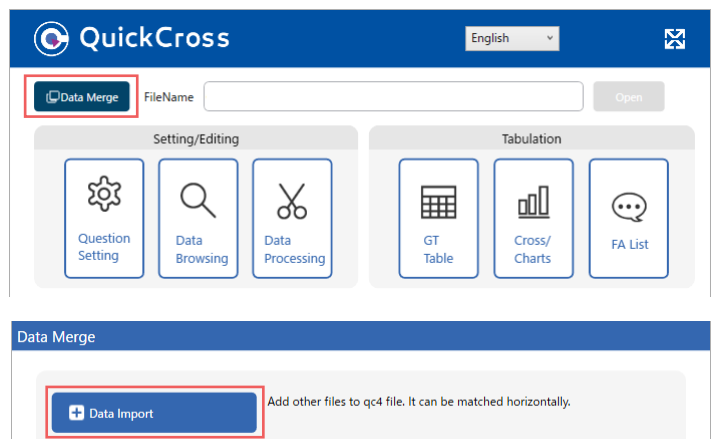 QuickCross
English
Data Merge
FileName
Open
Setting/Editing
Tabulation
Question
Setting
Data
Browsing
Data
Processing
GT
Table
Cross/
Charts
FA List
Data Merge
Data Import
Add other files to qc4 file. It can be matched horizontally.